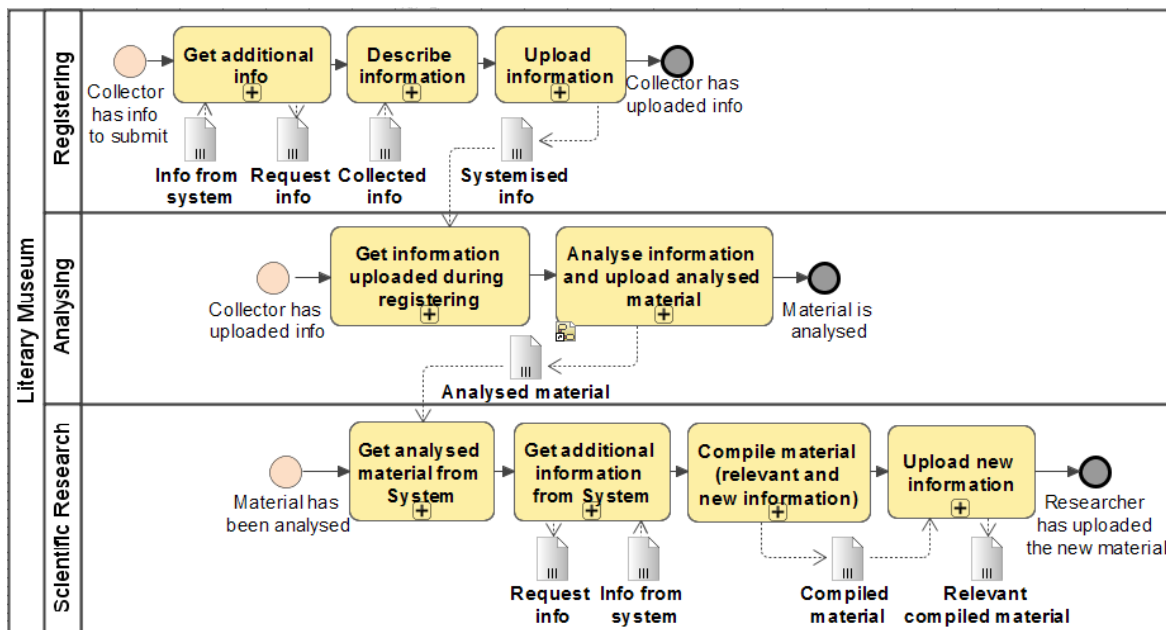 Literary Museum
Registering
Get additional
info
Describe
information
Upload
information
Collector
has info
to submit
Collector has
uploaded info
Info from
system
Request
info
Collected
info
Systemised
info
Analysing
Get information
uploaded during
registering
Analyse information
and upload analysed
material
Collector has
uploaded info
Material is
analysed
Analysed material
Scientific Research
Get analysed
material from
System
Get additional
information
from System
Compile material
(relevant and
new information)
Upload new
information
Material has
been analysed
Researcher
has uploaded
the new material
Request
info
Info from
system
Compiled
material
Relevant
compiled material